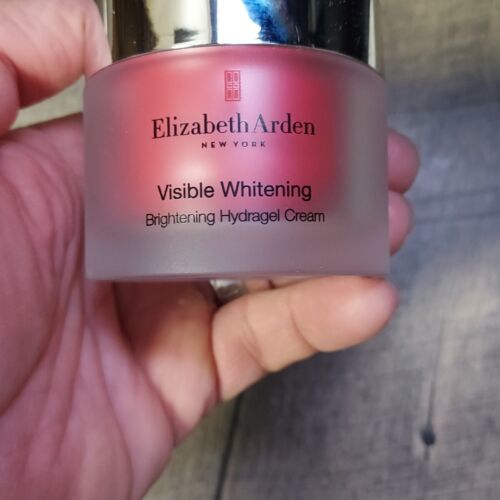 Elizabeth Arden
NEW YORK
Visible Whitening
Brightening Hydragel Cream